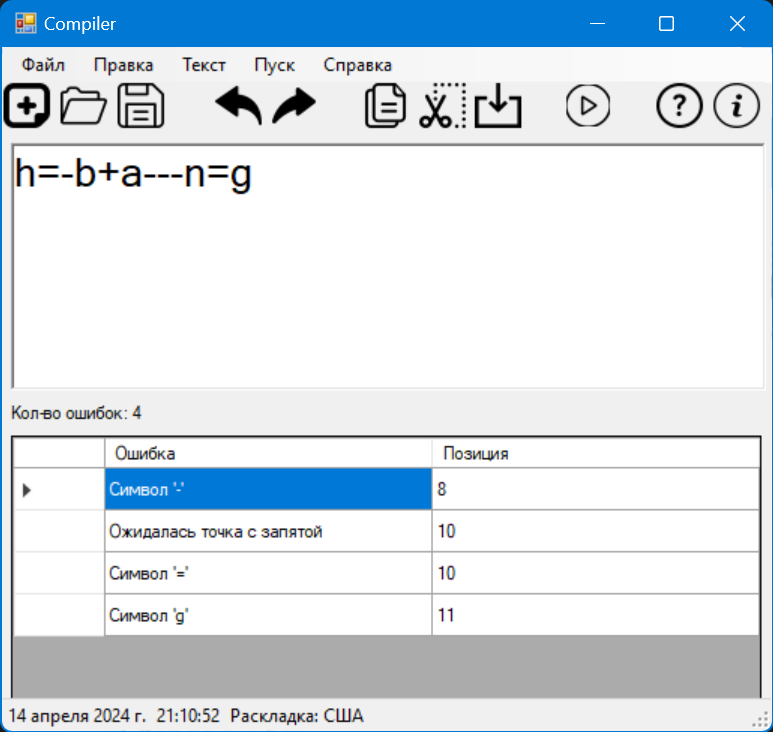 Compiler
Файл Правка Текст Пуск Справка
h=-b+a---n=g
Кол-во ошибок: 4
Ошибка Позиция
Символ '-' 8
Ожидалась точка с запятой 10
Символ '=' 10
Символ 'g' 11
14 апреля 2024 г. 21:10:52 Раскладка: США